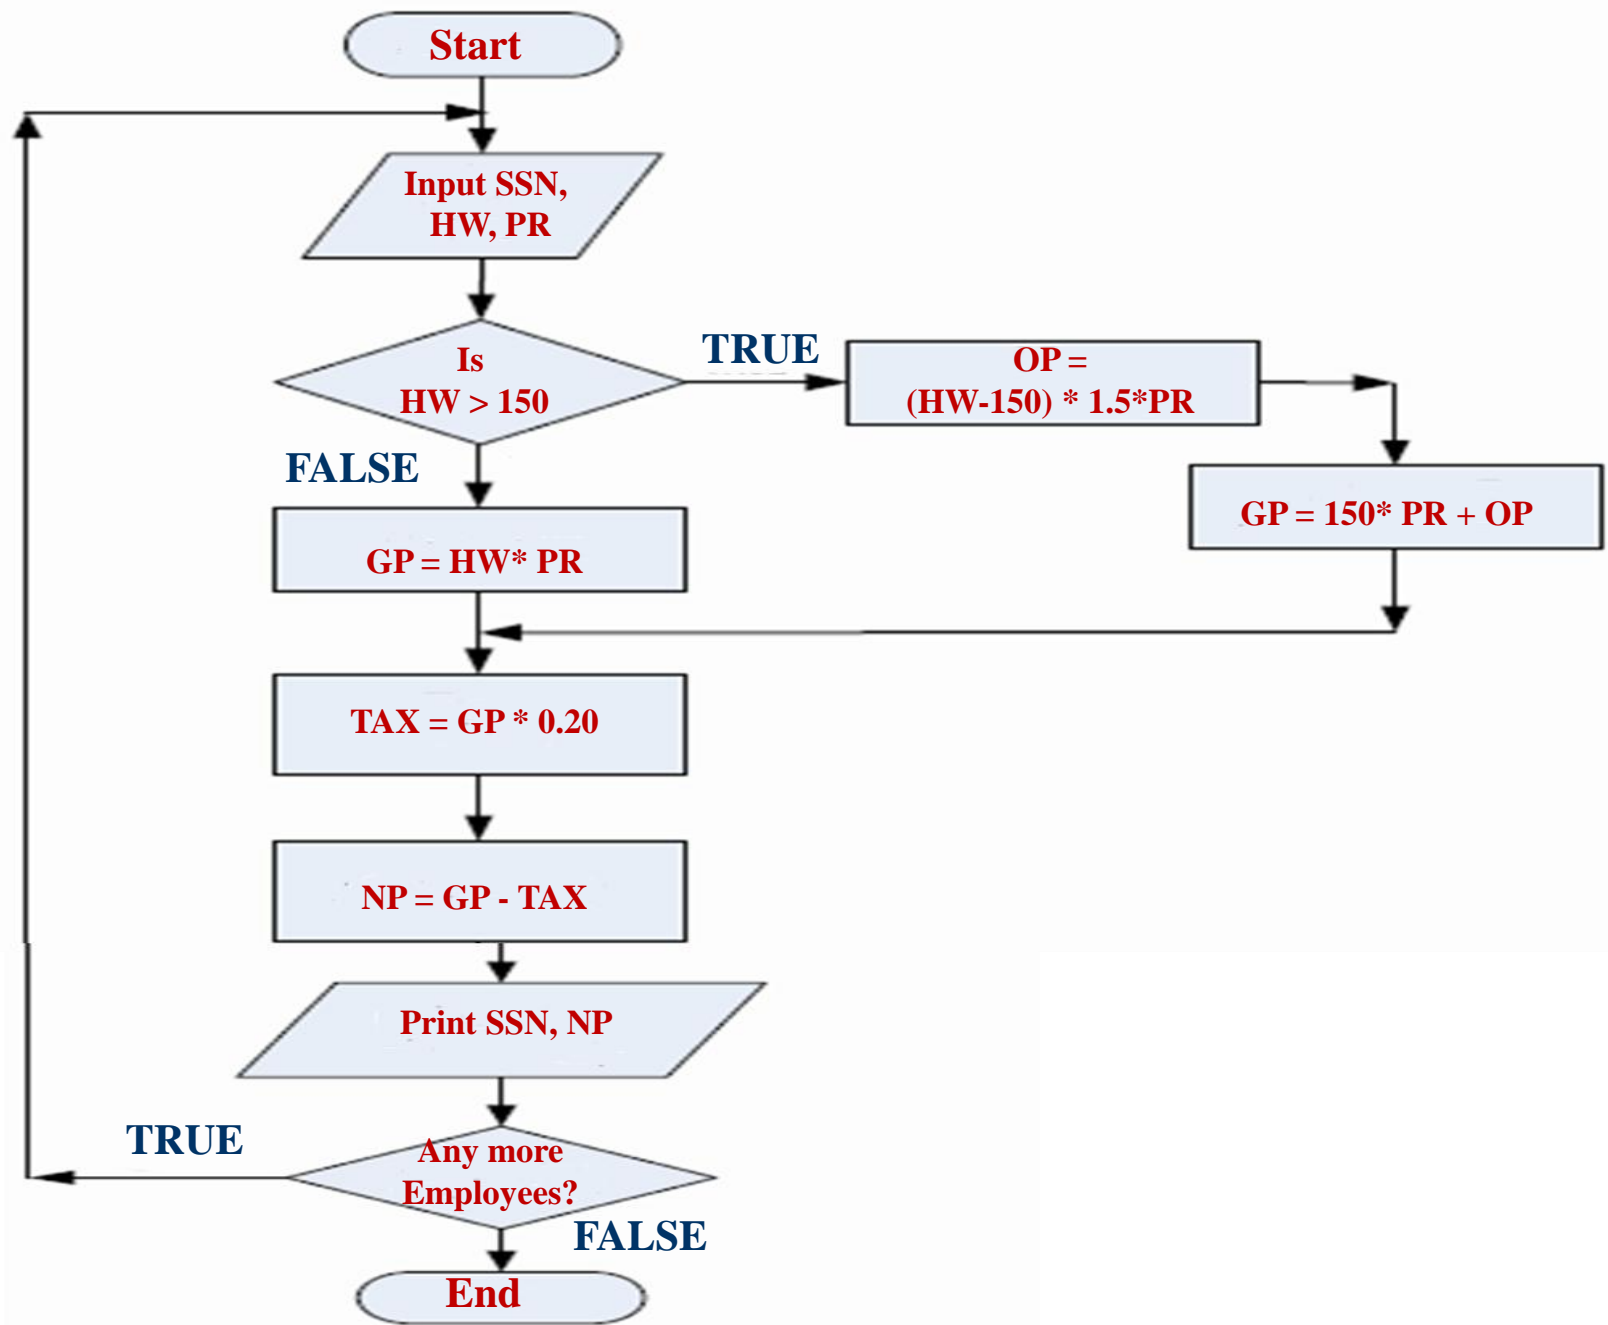 Start
Input SSN,
HW, PR
Is
HW > 150
TRUE
OP =
(HW-150) * 1.5*PR
GP = 150* PR + OP
FALSE
GP = HW* PR
TAX = GP * 0.20
NP = GP - TAX
Print SSN, NP
Any more
Employees?
TRUE
FALSE
End